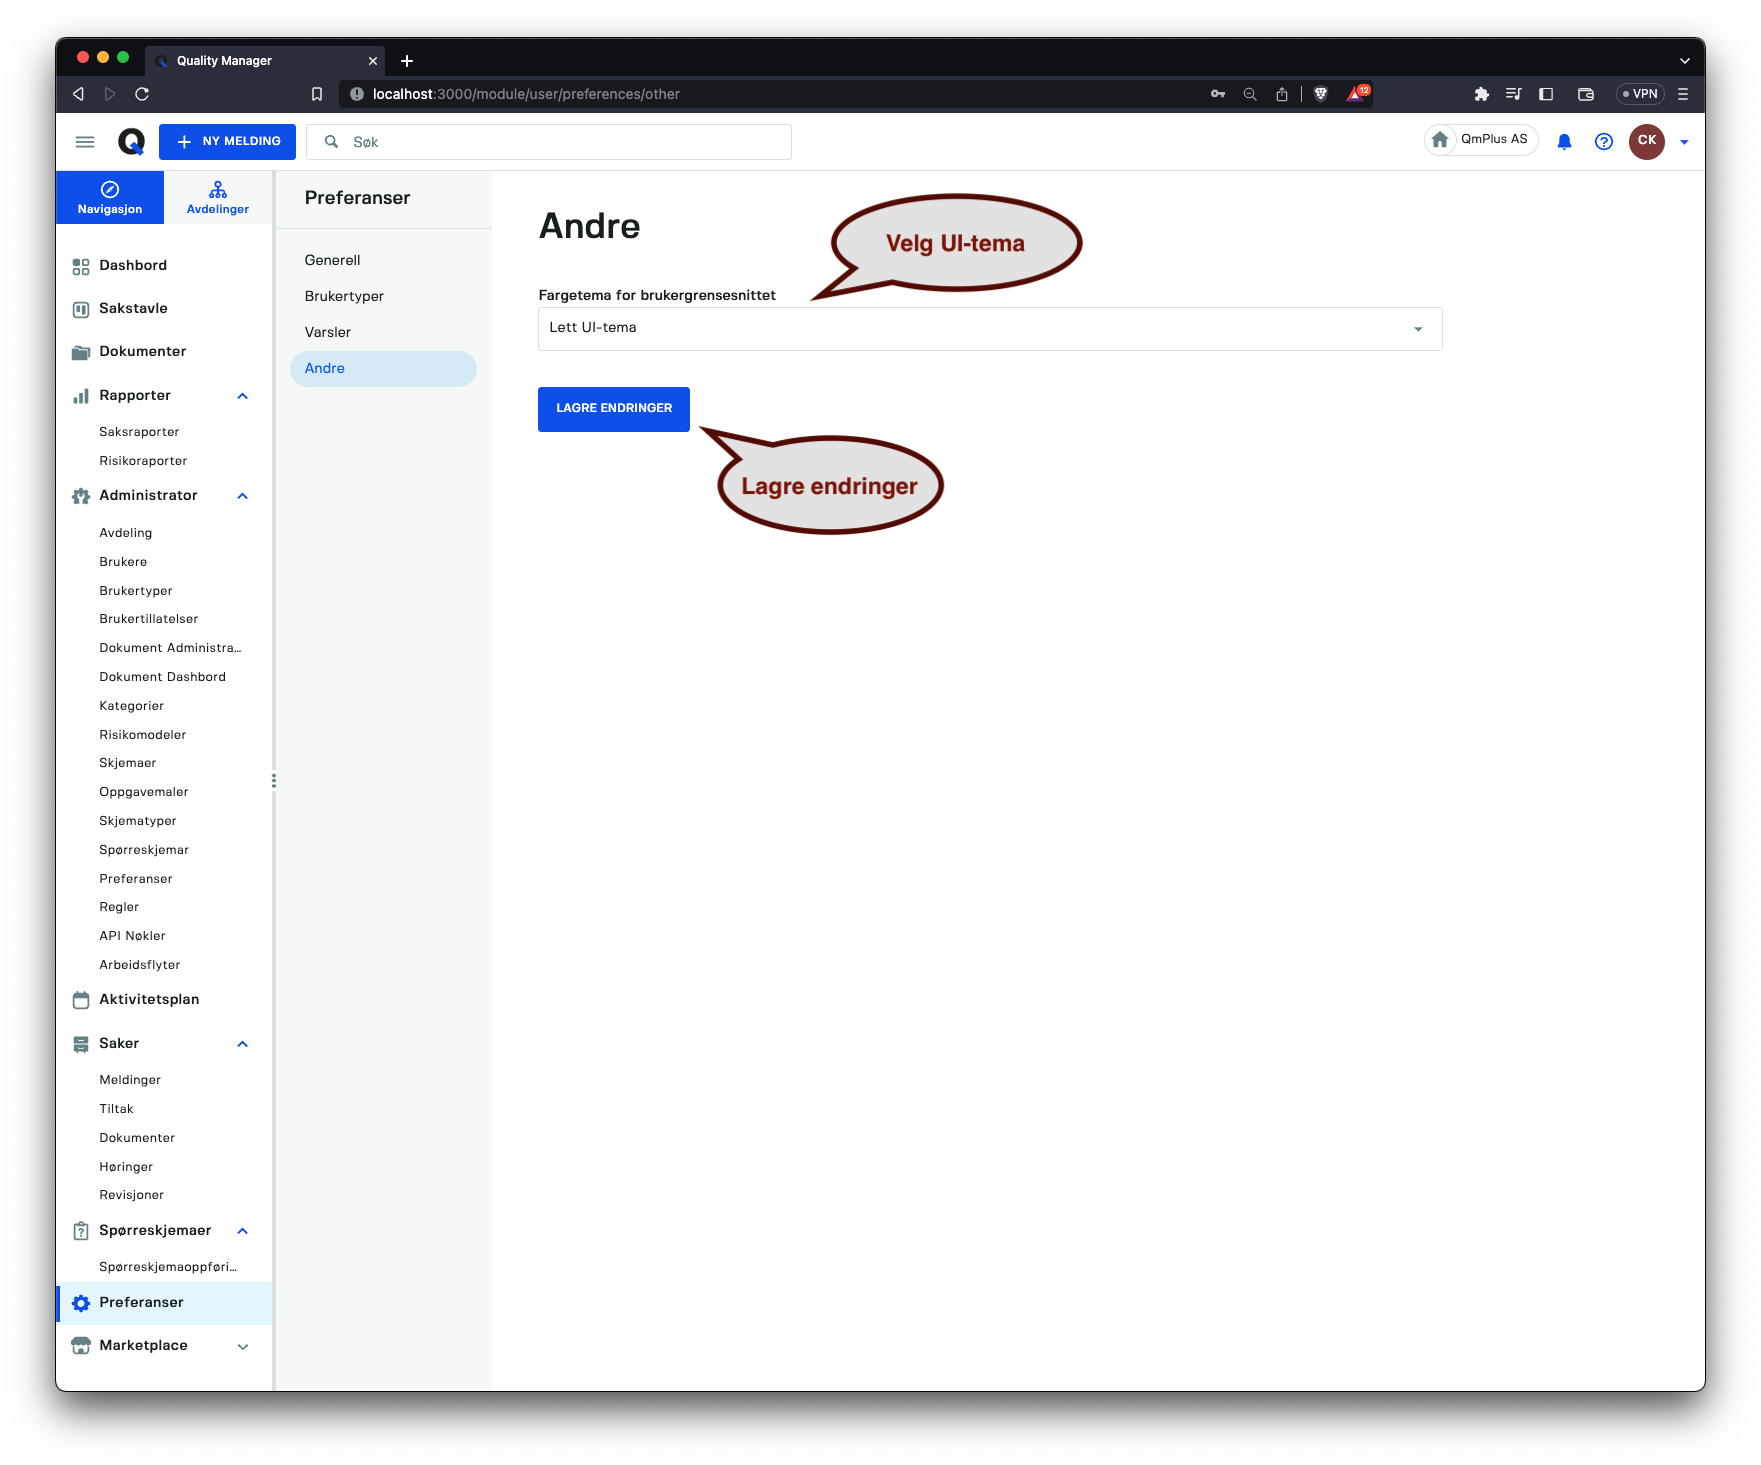 Quality Manager
localhost:3000/module/user/preferences/other
12
VPN
NY MELDING
Søk
QmPlus AS
CK
Navigasjon
Avdelinger
Dashbord
Sakstavle
Dokumenter
Rapporter
Saksraporter
Risikoraporter
Administrator
Avdeling
Brukere
Brukertyper
Brukertillatelser
Dokument Administra...
Dokument Dashbord
Kategorier
Risikomodeler
Skjemaer
Oppgavemaler
Skjematyper
Spørreskjemar
Preferanser
Regler
API Nøkler
Arbeidsflyter
Aktivitetsplan
Saker
Meldinger
Tiltak
Dokumenter
Høringer
Revisjoner
Spørreskjemaer
Spørreskjemaoppføri...
Preferanser
Marketplace
Preferanser
Generell
Brukertyper
Varsler
Andre
Andre
Velg UI-tema
Fargetema for brukergrensesnittet
Lett UI-tema
LAGRE ENDRINGER
Lagre endringer